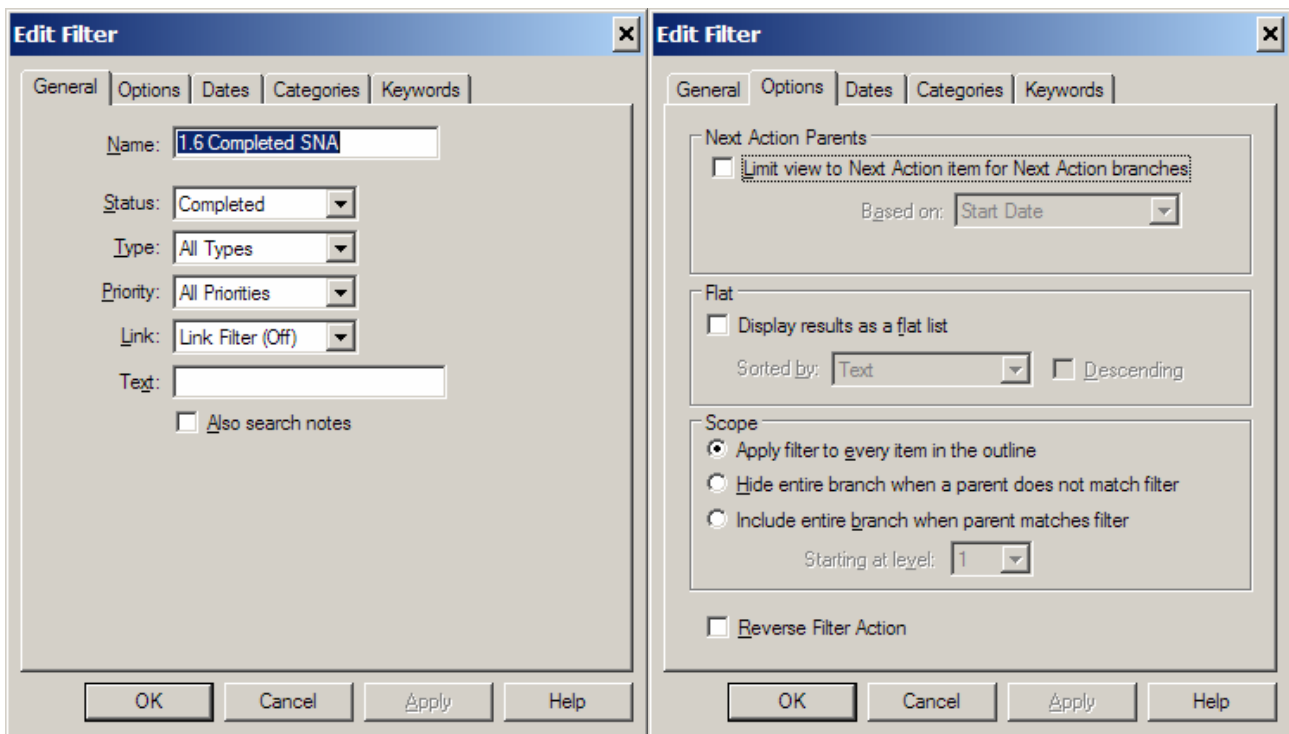 Edit Filter
General Options Dates Categories Keywords
Name: 1.6 Completed SNA
Status: Completed
Type: All Types
Priority: All Priorities
Link: Link Filter (Off)
Text:
Also search notes
OK Cancel Apply Help
Edit Filter
General Options Dates Categories Keywords
Next Action Parents
Limit view to Next Action item for Next Action branches
Based on: Start Date
Flat
Display results as a flat list
Sorted by: Text Descending
Scope
Apply filter to every item in the outline
Hide entire branch when a parent does not match filter
Include entire branch when parent matches filter
Starting at level: 1
Reverse Filter Action
OK Cancel Apply Help